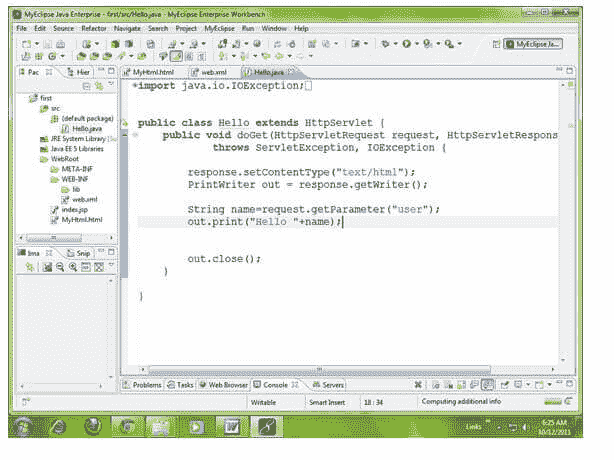 MyEclipse Java Enterprise - first/src/Hello.java - MyEclipse Enterprise Workbench
File Edit Source Refactor Navigate Search Project MyEclipse Run Window Help
MyEclipse Ja...
Pac Hier
MyHtml.html web.xml Hello.java
first
src
(default package)
Hello.java
JRE System Library [Su
Java EE 5 Libraries
WebRoot
META-INF
WEB-INF
lib
web.xml
index.jsp
MyHtml.html
Ima Snip
import java.io.IOException;
public class Hello extends HttpServlet {
public void doGet(HttpServletRequest request, HttpServletRespons
throws ServletException, IOException {
response.setContentType("text/html");
PrintWriter out = response.getWriter();
String name=request.getParameter("user");
out.print("Hello "+name);
out.close();
}
}
Problems Tasks Web Browser Console Servers
Writable Smart Insert 18 : 34 Computing additional info
Links 6:25 AM
10/12/2011